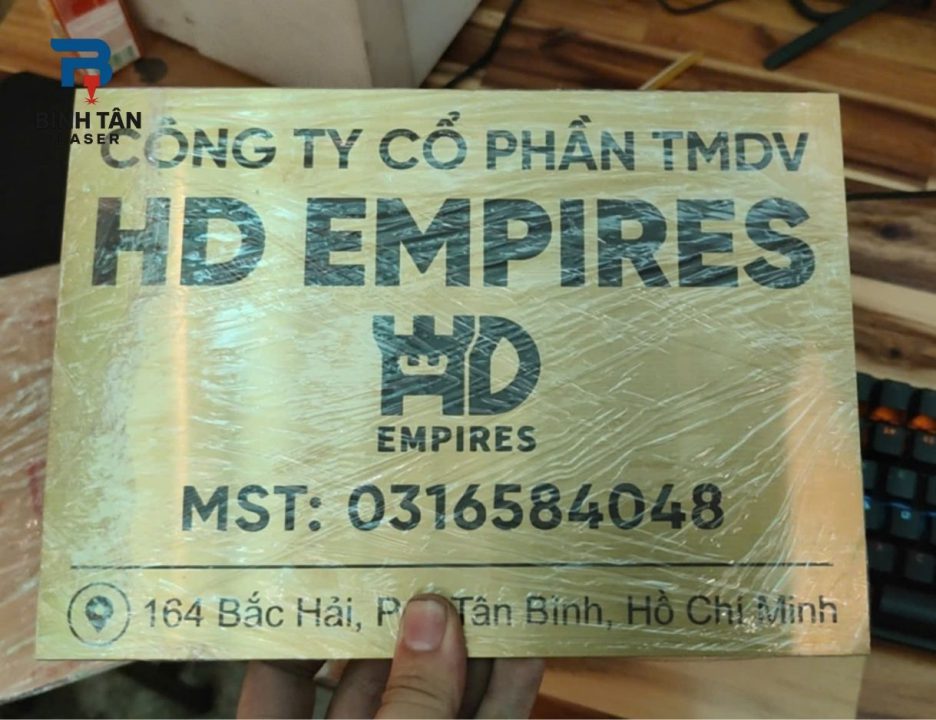 BÌNH TÂN
LASER
CÔNG TY CỔ PHẦN TMDV
HD EMPIRES
HD
EMPIRES
MST: 0316584048
164 Bắc Hải, Tân Bình, Hồ Chí Minh